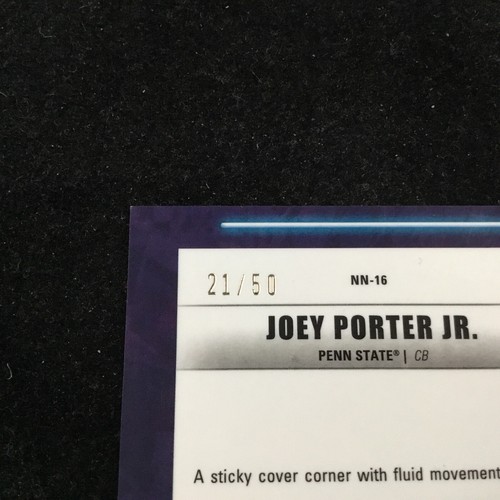 21/50 NN-16
JOEY PORTER JR.
PENN STATE® | CB
A sticky cover corner with fluid movement